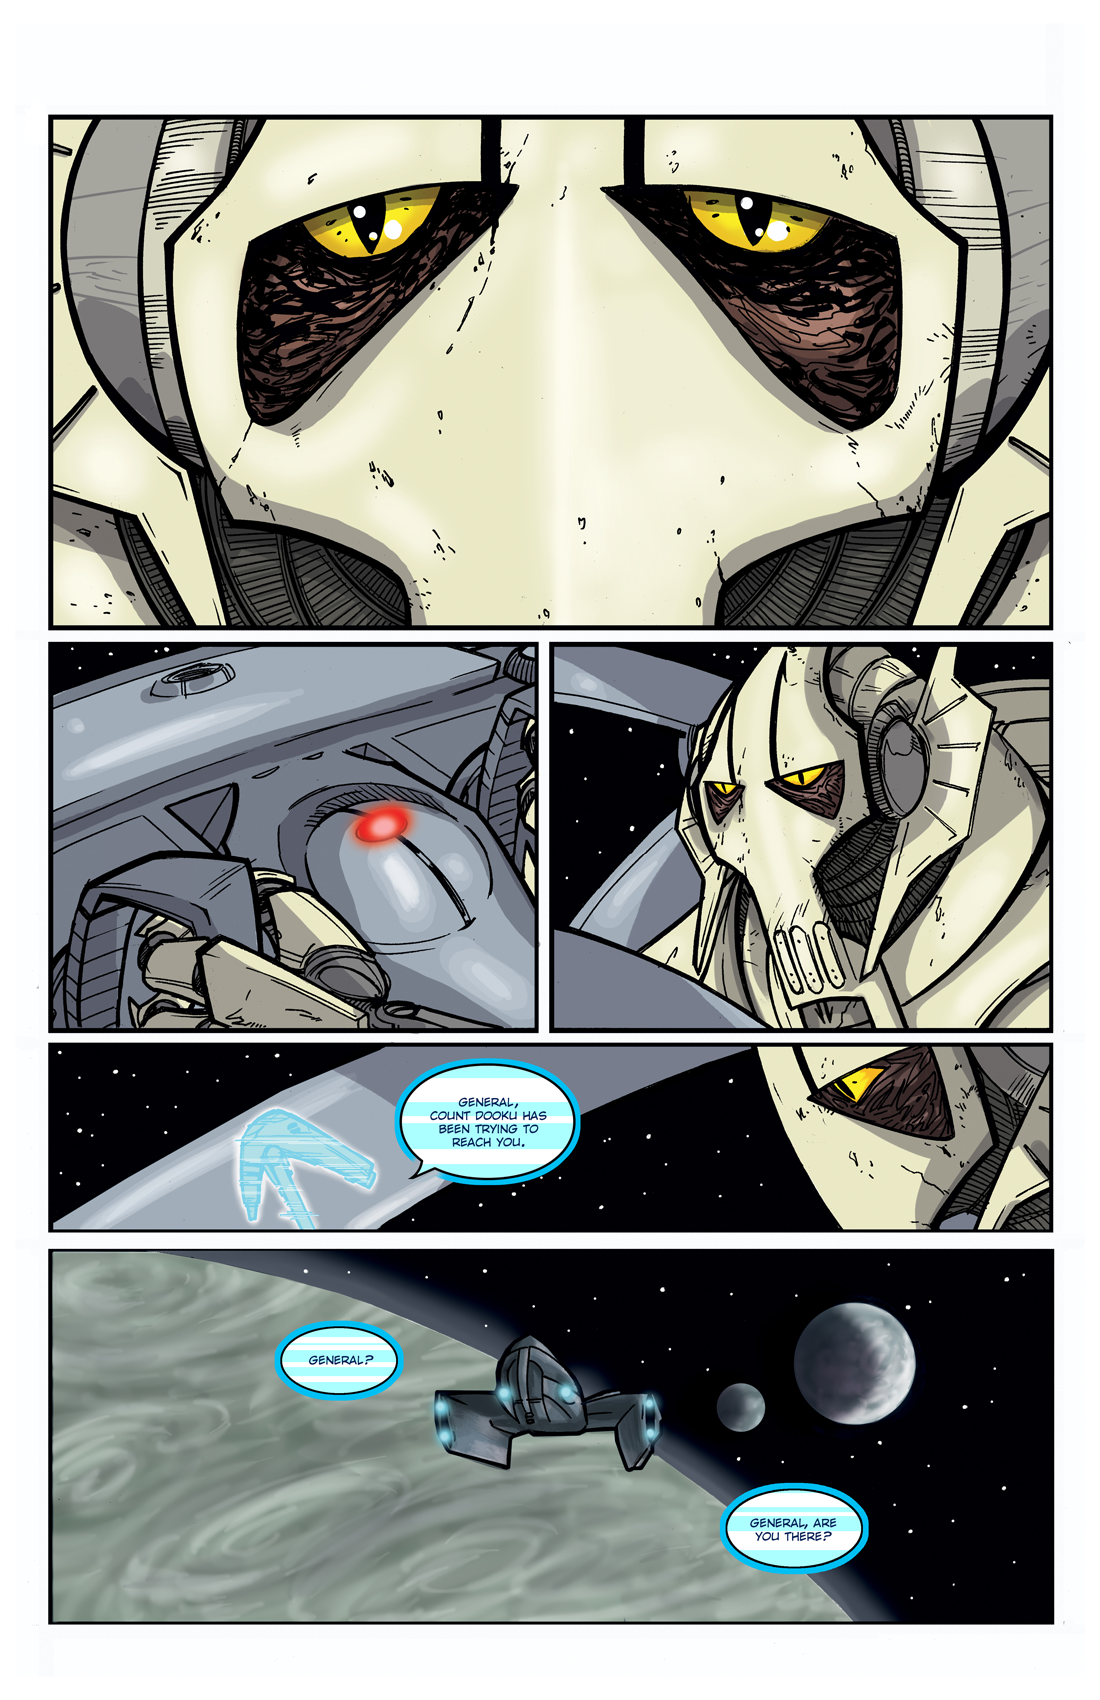 GENERAL,
COUNT DOOKU HAS
BEEN TRYING TO
REACH YOU.
GENERAL?
GENERAL, ARE
YOU THERE?